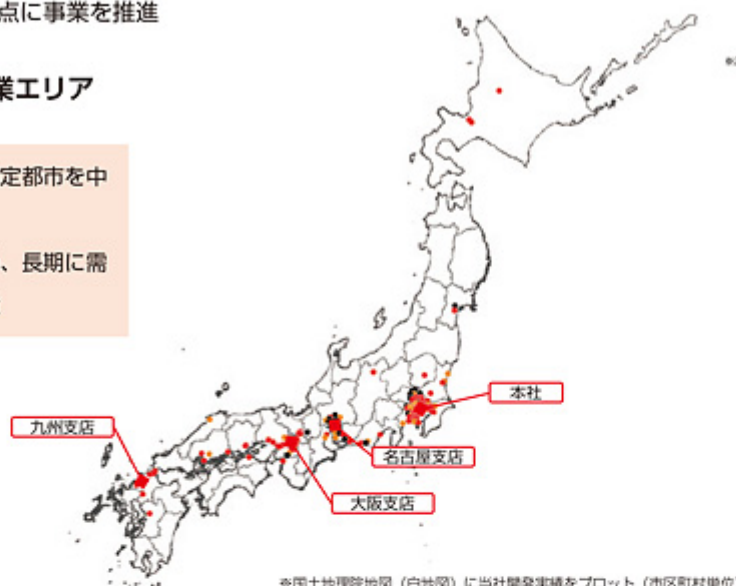 点に事業を推進
業エリア
定都市を中
、長期に需
本社
九州支店
名古屋支店
大阪支店
※国土地理院地図（白地図）に当社開発実績をプロット（市区町村単位